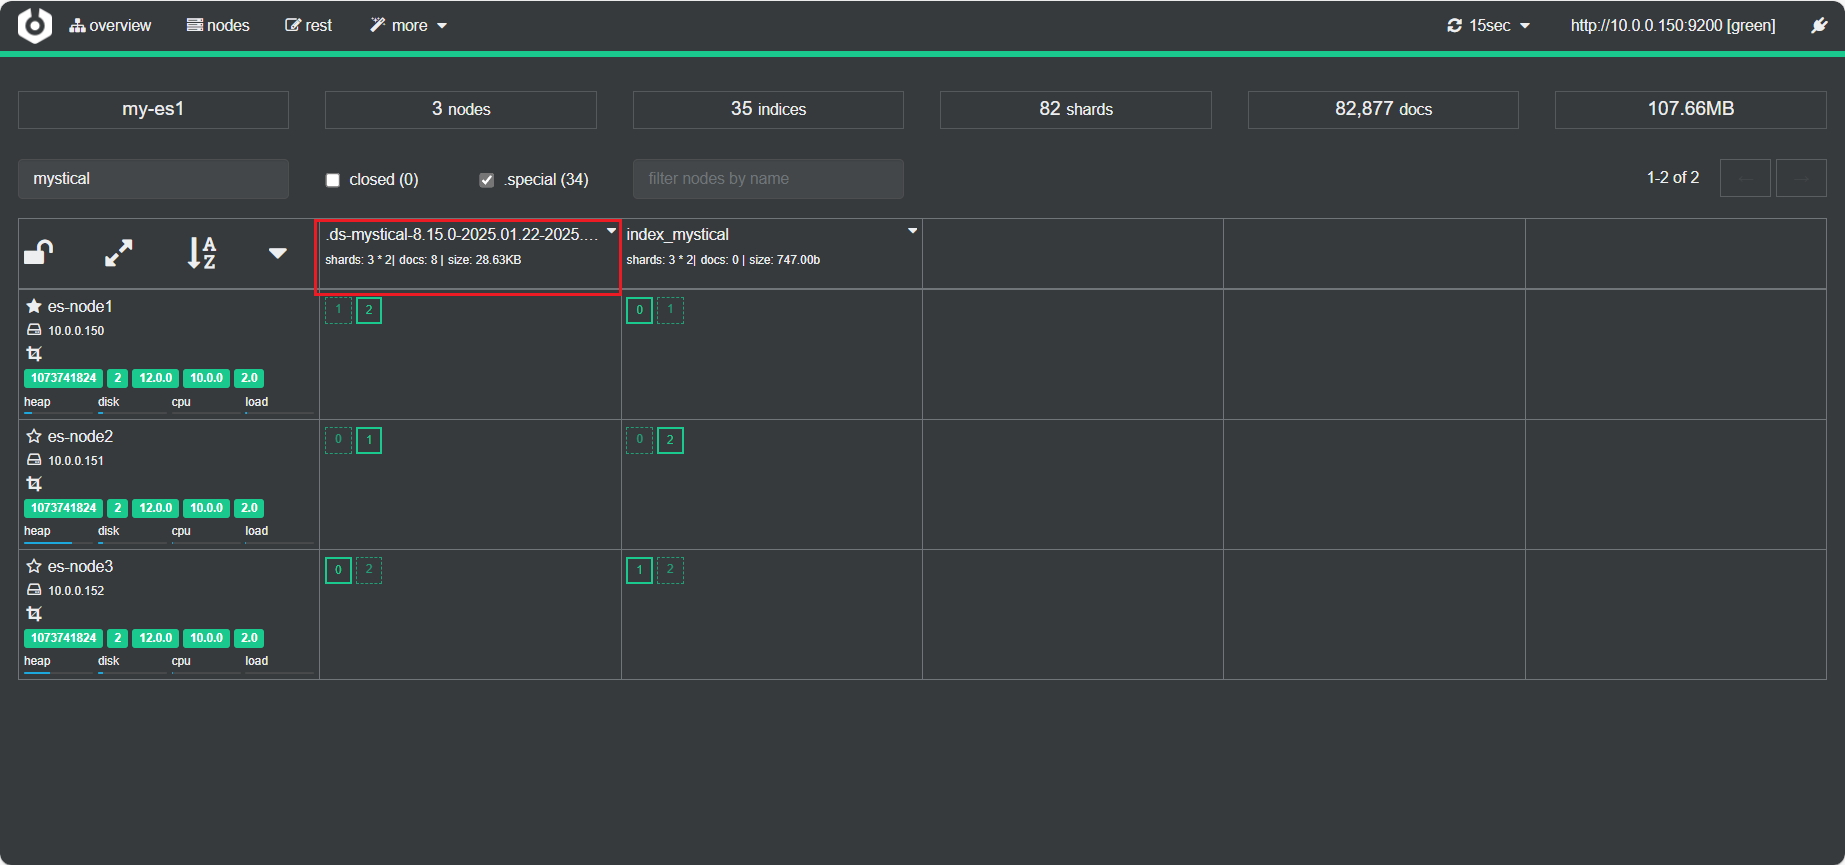 overview nodes rest more 15sec http://10.0.0.150:9200 [green]
my-es1 3 nodes 35 indices 82 shards 82,877 docs 107.66MB
mystical closed (0) .special (34) filter nodes by name 1-2 of 2
.ds-mystical-8.15.0-2025.01.22-2025.... index_mystical
shards: 3 * 2| docs: 8 | size: 28.63KB shards: 3 * 2| docs: 0 | size: 747.00b
es-node1 1 2 0 1
10.0.0.150
1073741824 2 12.0.0 10.0.0 2.0
heap disk cpu load
es-node2 0 1 0 2
10.0.0.151
1073741824 2 12.0.0 10.0.0 2.0
heap disk cpu load
es-node3 0 2 1 2
10.0.0.152
1073741824 2 12.0.0 10.0.0 2.0
heap disk cpu load